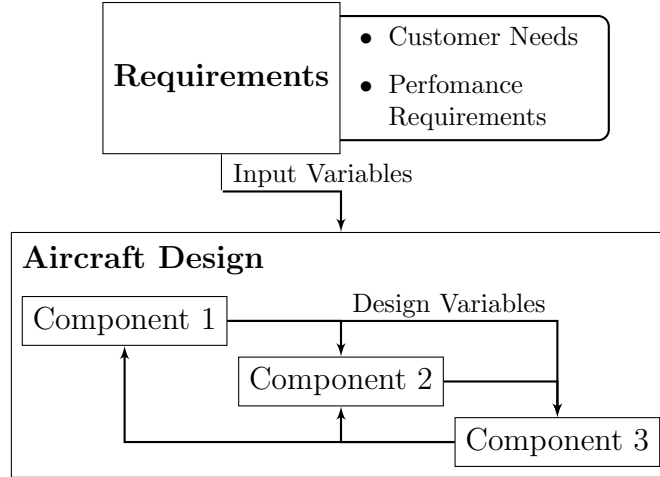 Requirements
• Customer Needs
• Perfomance
Requirements
Input Variables
Aircraft Design
Design Variables
Component 1
Component 2
Component 3